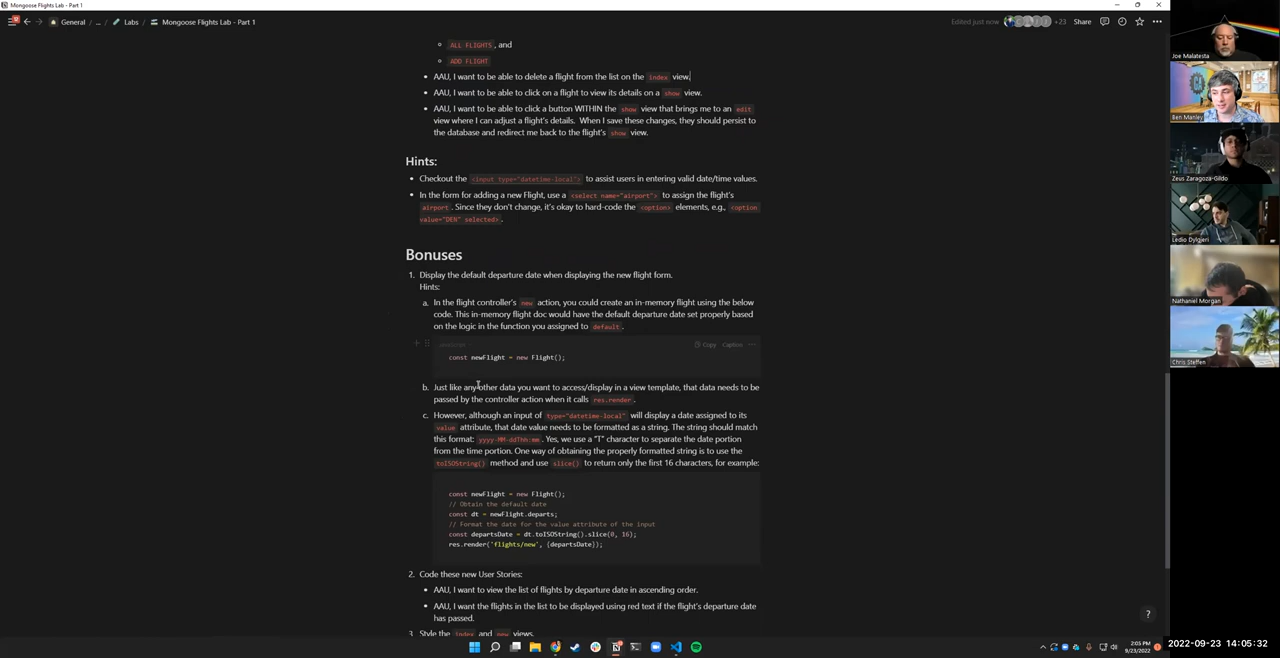 Mongoose Flights Lab - Part 1
General / ... / Labs > Mongoose Flights Lab - Part 1
Edited just now +23 Share
ALL FLIGHTS, and
ADD FLIGHT
AAU, I want to be able to delete a flight from the list on the index view.
AAU, I want to be able to click on a flight to view its details on a show view.
AAU, I want to be able to click a button WITHIN the show view that brings me to an edit
view where I can adjust a flight's details. When I save these changes, they should persist
to the database and redirect me back to the flight's show view.
Hints:
Checkout the <input type="datetime-local"> to assist users in entering valid date/time values.
In the form for adding a new Flight, use a <select name="airport"> to assign the flight's
airport. Since they don't change, it's okay to hard-code the <option> elements, e.g., <option
value="DEN" selected>.
Bonuses
1. Display the default departure date when displaying the new flight form.
Hints:
a. In the flight controller's new action, you could create an in-memory flight using the below
code. This in-memory flight doc would have the default departure date set properly based
on the logic in the function you assigned to default.
JavaScript Copy Caption
const newFlight = new Flight();
b. Just like any other data you want to access/display in a view template, that data needs to be
passed by the controller action when it calls res.render.
c. However, although an input of type="datetime-local" will display a date assigned to its
value attribute, that date value needs to be formatted as a string. The string should match
this format: yyyy-MM-ddThh:mm. Yes, we use a "T" character to separate the date portion
from the time portion. One way of obtaining the properly formatted string is to use the
toISOString() method and use slice() to return only the first 16 characters, for example:
const newFlight = new Flight();
// Obtain the default date
const dt = newFlight.departs;
// Format the date for the value attribute of the input
const departsDate = dt.toISOString().slice(0, 16);
res.render('flights/new', {departsDate});
2. Code these new User Stories:
AAU, I want to view the list of flights by departure date in ascending order.
AAU, I want the flights in the list to be displayed using red text if the flight's departure date
has passed.
3. Style the index and new views.
?
2:05 PM
9/23/2022
Joe Malatesta
Ben Manley
Zeus Zaragoza-Gildo
Ledio Dylgjeri
Nathaniel Morgan
Chris Steffen
2022-09-23 14:05:32